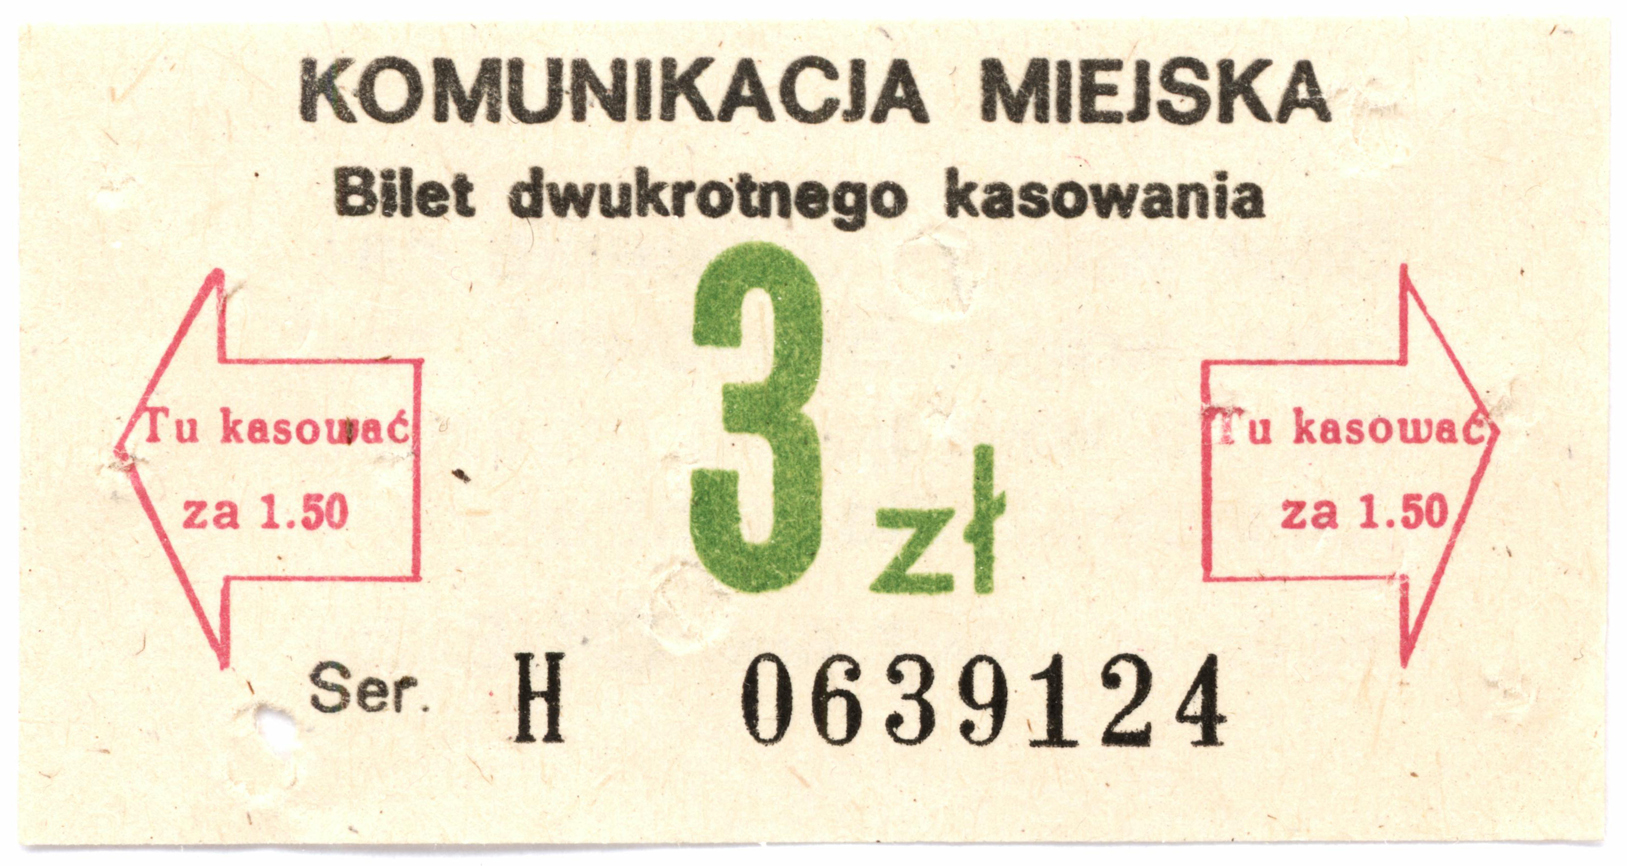 KOMUNIKACJA MIEJSKA
Bilet dwukrotnego kasowania
Tu kasować
za 1.50
3 zł
Tu kasować
za 1.50
Ser. H 0639124